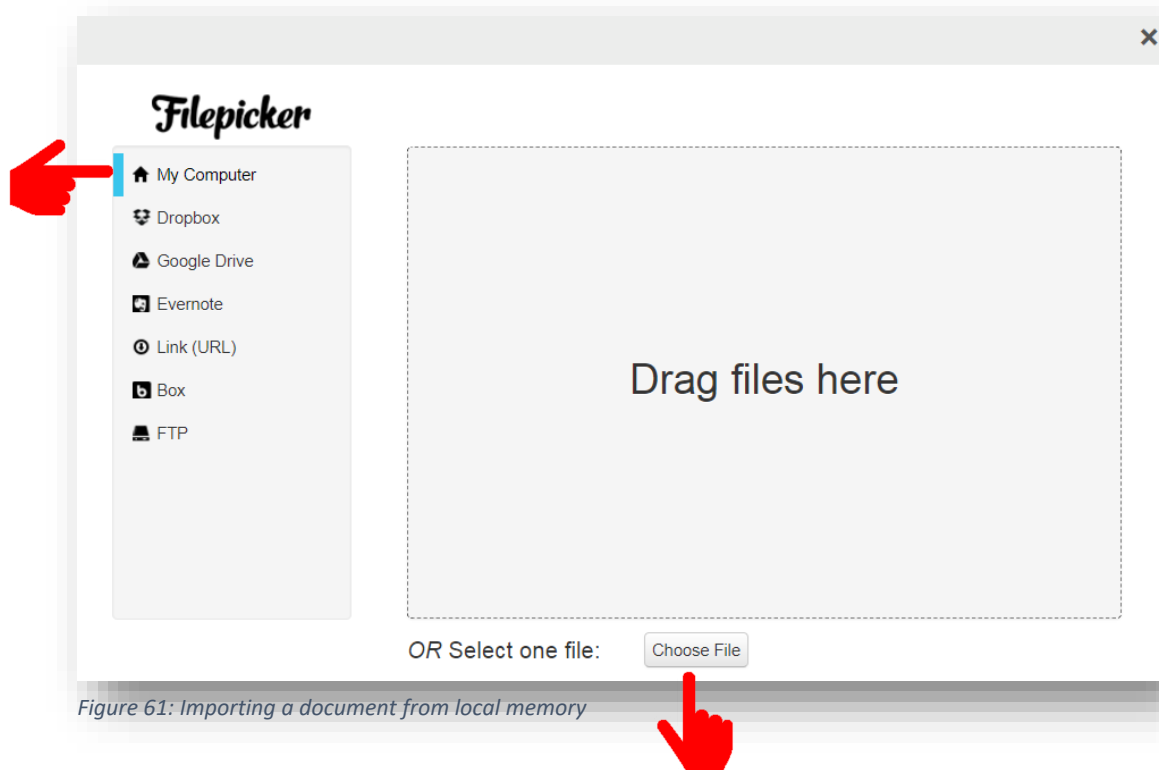 Filepicker
My Computer
Dropbox
Google Drive
Evernote
Link (URL)
Box
FTP
Drag files here
OR Select one file:
Choose File
Figure 61: Importing a document from local memory